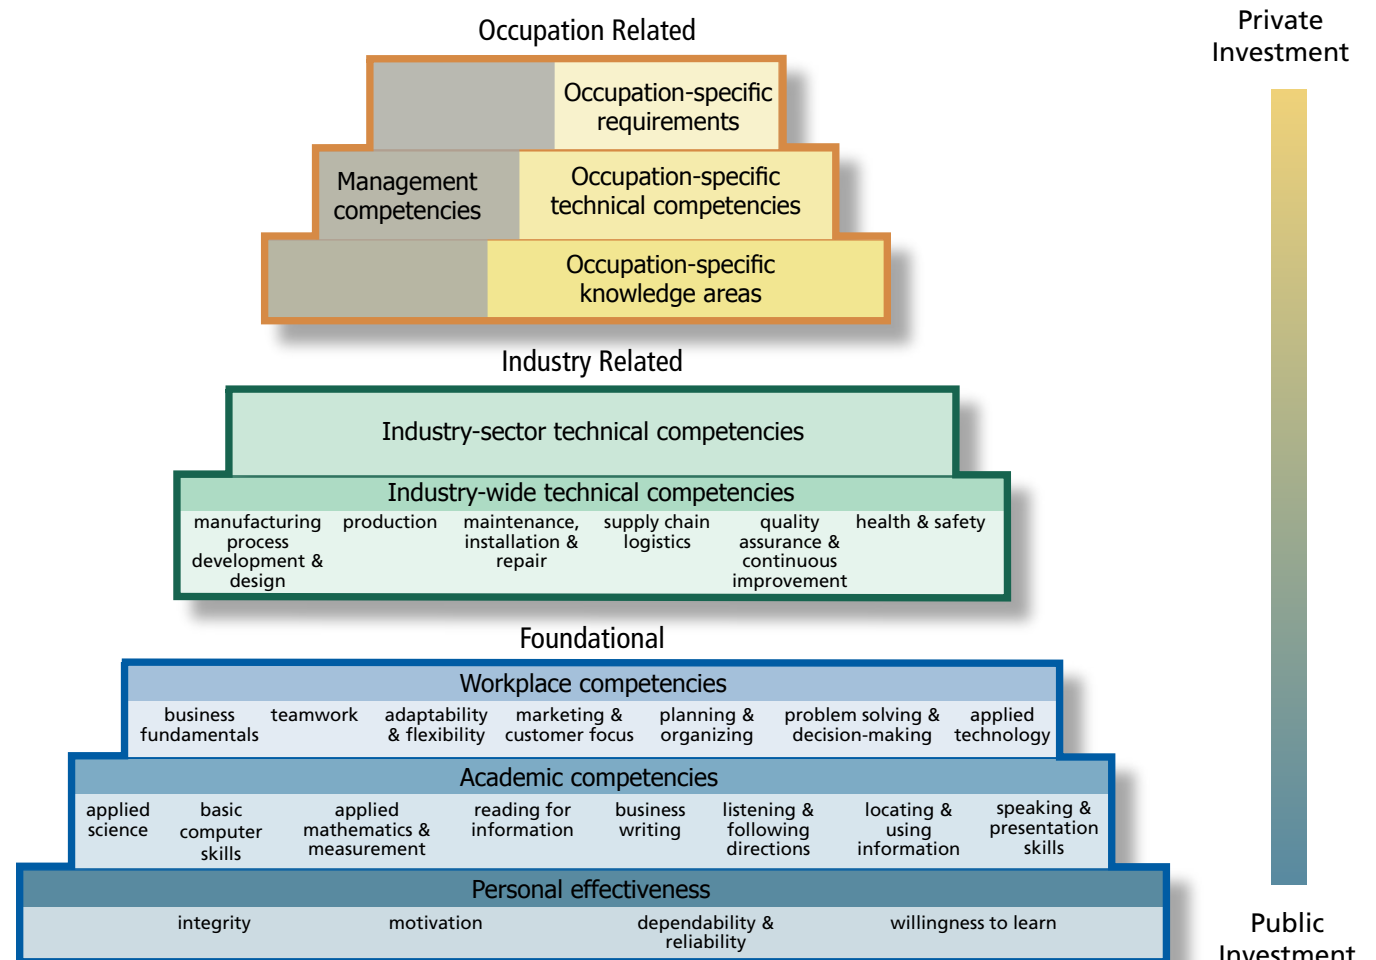 Occupation Related
Private
Investment
Occupation-specific
requirements
Management
competencies
Occupation-specific
technical competencies
Occupation-specific
knowledge areas
Industry Related
Industry-sector technical competencies
Industry-wide technical competencies
manufacturing
process
development &
design
production
maintenance,
installation &
repair
supply chain
logistics
quality
assurance &
continuous
improvement
health & safety
Foundational
Workplace competencies
business
fundamentals
teamwork
adaptability
& flexibility
marketing &
customer focus
planning &
organizing
problem solving &
decision-making
applied
technology
Academic competencies
applied
science
basic
computer
skills
applied
mathematics &
measurement
reading for
information
business
writing
listening &
following
directions
locating &
using
information
speaking &
presentation
skills
Personal effectiveness
integrity
motivation
dependability &
reliability
willingness to learn
Public
Investment